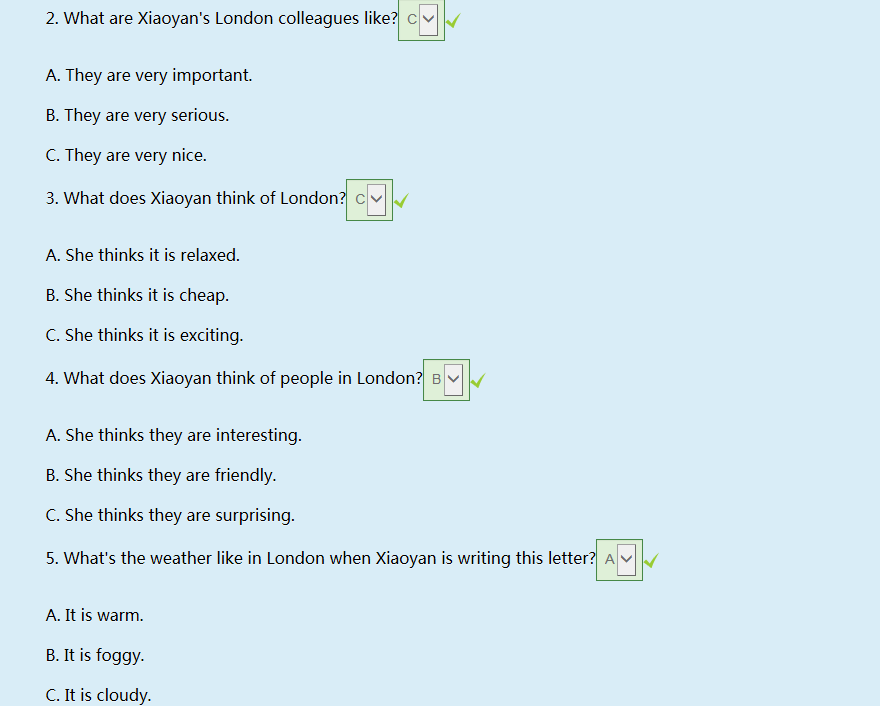 2. What are Xiaoyan's London colleagues like? C
A. They are very important.
B. They are very serious.
C. They are very nice.
3. What does Xiaoyan think of London? C
A. She thinks it is relaxed.
B. She thinks it is cheap.
C. She thinks it is exciting.
4. What does Xiaoyan think of people in London? B
A. She thinks they are interesting.
B. She thinks they are friendly.
C. She thinks they are surprising.
5. What's the weather like in London when Xiaoyan is writing this letter? A
A. It is warm.
B. It is foggy.
C. It is cloudy.